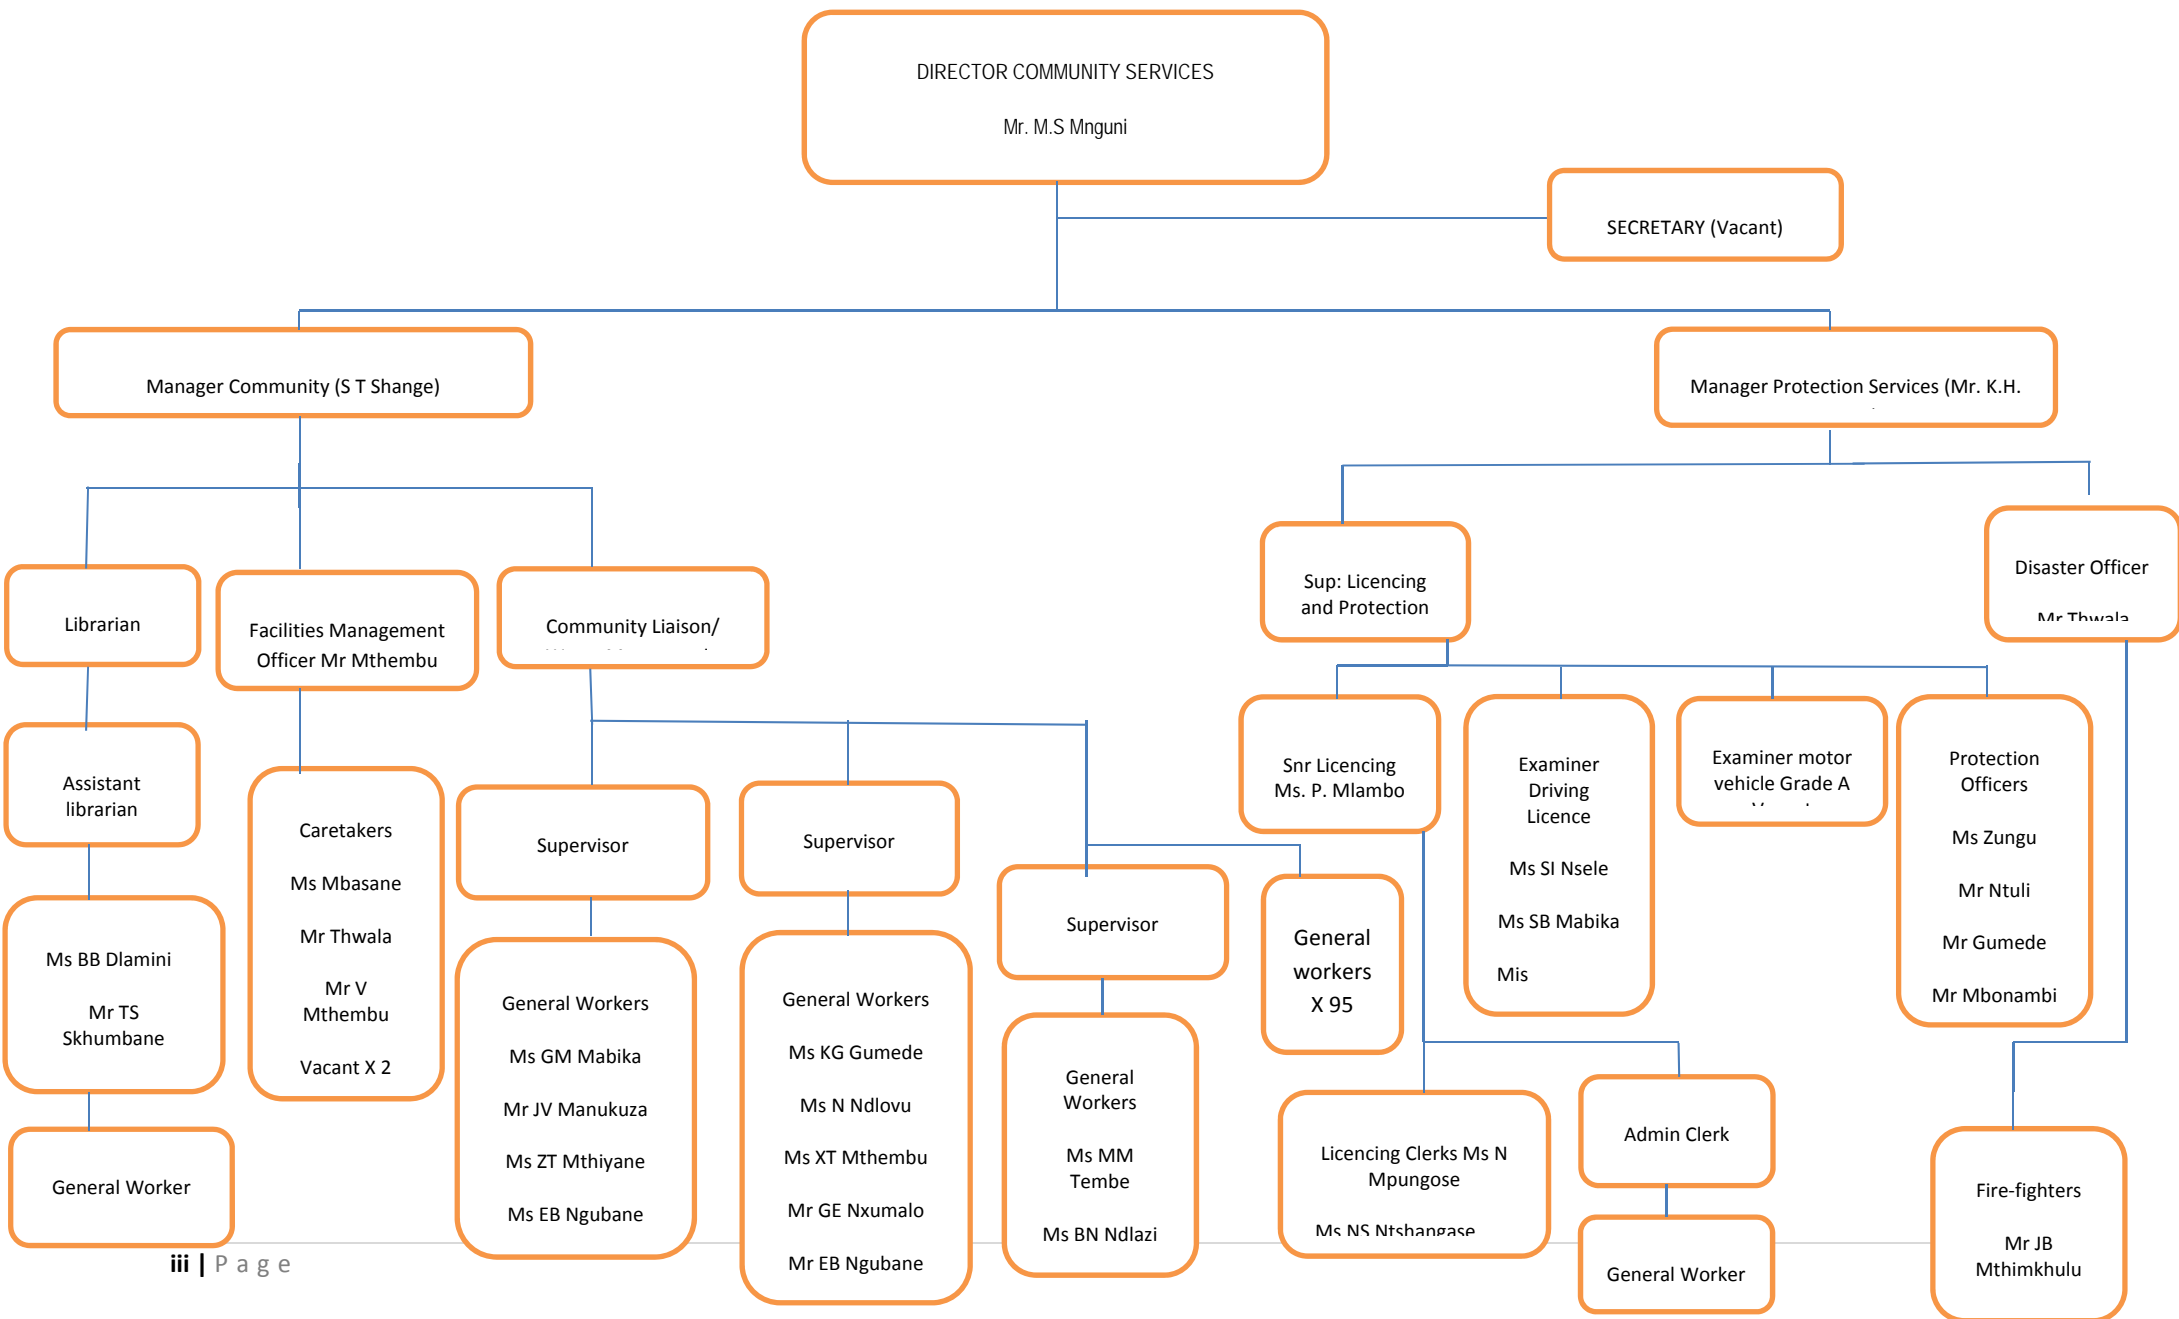 DIRECTOR COMMUNITY SERVICES
Mr. M.S Mnguni
SECRETARY (Vacant)
Manager Community (S T Shange)
Manager Protection Services (Mr. K.H.
Librarian
Facilities Management
Officer Mr Mthembu
Community Liaison/
Sup: Licencing
and Protection
Disaster Officer
Mr Thwala
Assistant
librarian
Caretakers
Ms Mbasane
Mr Thwala
Mr V
Mthembu
Vacant X 2
Supervisor
Supervisor
Supervisor
General
workers
X 95
Snr Licencing
Ms. P. Mlambo
Examiner
Driving
Licence
Ms SI Nsele
Ms SB Mabika
Mis
Examiner motor
vehicle Grade A
Protection
Officers
Ms Zungu
Mr Ntuli
Mr Gumede
Mr Mbonambi
Ms BB Dlamini
Mr TS
Skhumbane
General Workers
Ms GM Mabika
Mr JV Manukuza
Ms ZT Mthiyane
Ms EB Ngubane
General Workers
Ms KG Gumede
Ms N Ndlovu
Ms XT Mthembu
Mr GE Nxumalo
Mr EB Ngubane
General
Workers
Ms MM
Tembe
Ms BN Ndlazi
Licencing Clerks Ms N
Mpungose
Ms NS Ntshangase
Admin Clerk
General Worker
Fire-fighters
Mr JB
Mthimkhulu
General Worker
iii | Page